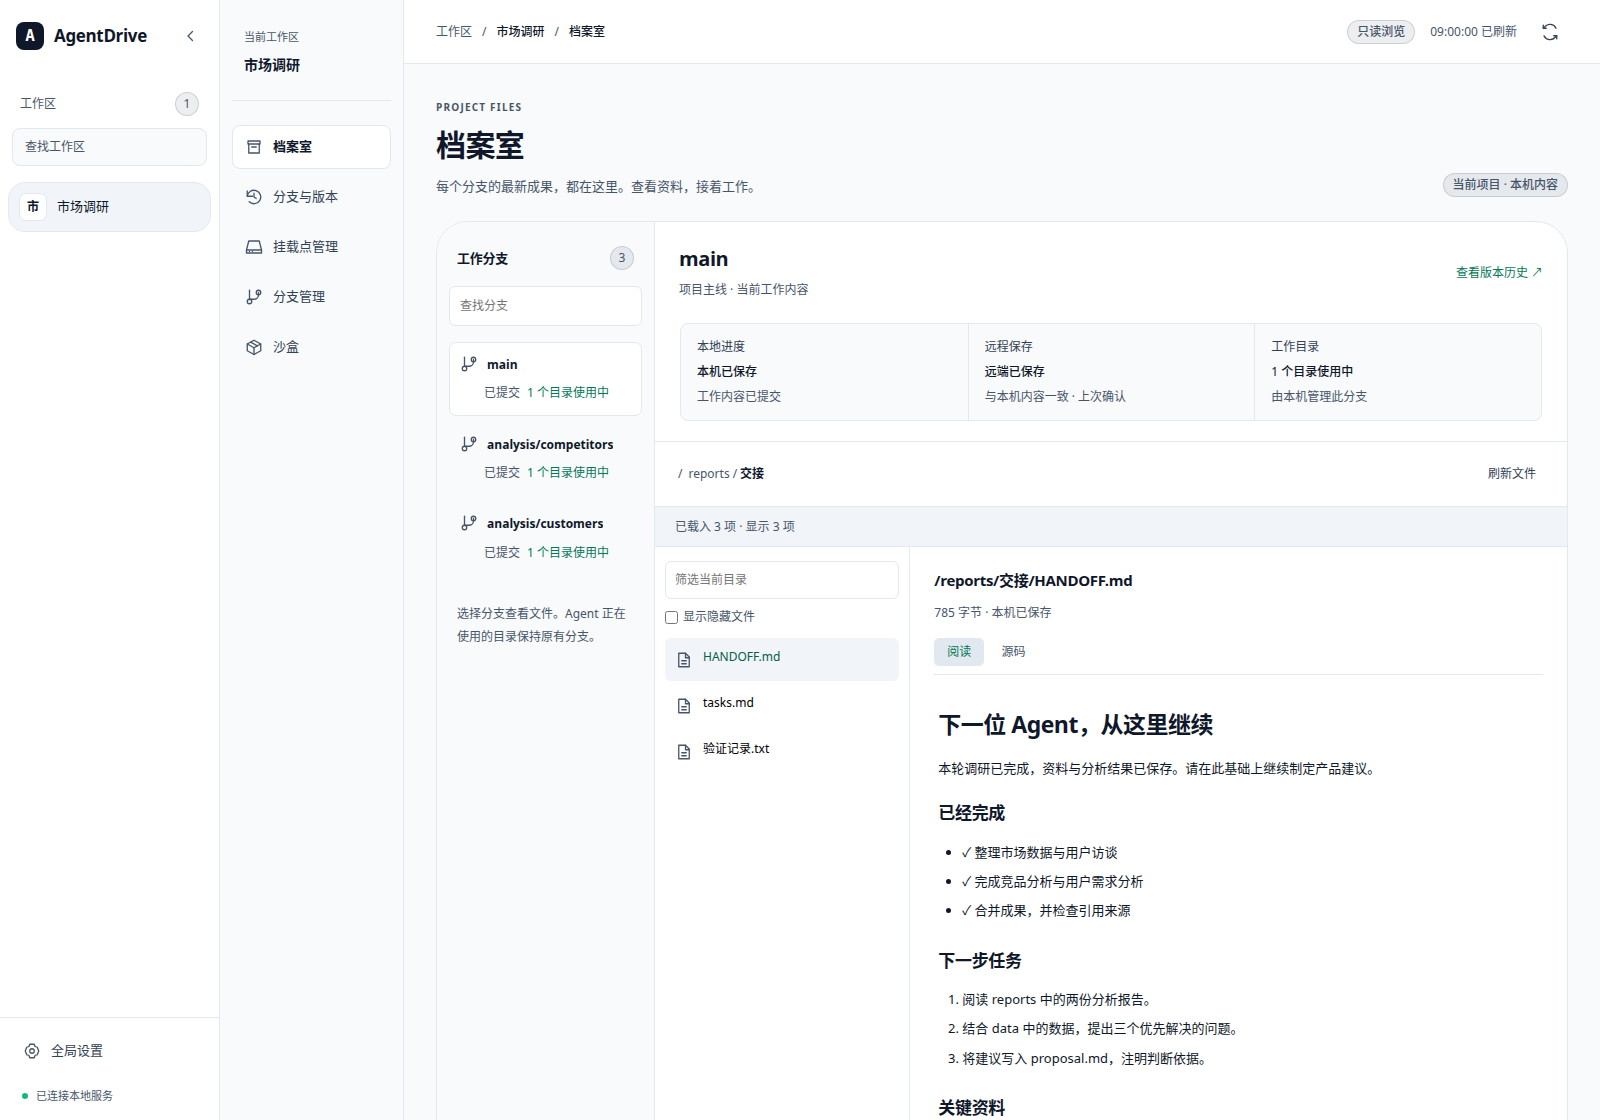 A AgentDrive
工作区 1
查找工作区
市 市场调研
全局设置
已连接本地服务
当前工作区
市场调研
档案室
分支与版本
挂载点管理
分支管理
沙盒
工作区 / 市场调研 / 档案室
只读浏览 09:00:00 已刷新
PROJECT FILES
档案室
每个分支的最新成果，都在这里。查看资料，接着工作。
当前项目 · 本机内容
工作分支 3
查找分支
main
已提交 1 个目录使用中
analysis/competitors
已提交 1 个目录使用中
analysis/customers
已提交 1 个目录使用中
选择分支查看文件。Agent 正在
使用的目录保持原有分支。
main
项目主线 · 当前工作内容
查看版本历史 ↗
本地进度
本机已保存
工作内容已提交
远程保存
远端已保存
与本机内容一致 · 上次确认
工作目录
1 个目录使用中
由本机管理此分支
/ reports / 交接
刷新文件
已载入 3 项 · 显示 3 项
筛选当前目录
显示隐藏文件
HANDOFF.md
tasks.md
验证记录.txt
/reports/交接/HANDOFF.md
785 字节 · 本机已保存
阅读 源码
下一位 Agent，从这里继续
本轮调研已完成，资料与分析结果已保存。请在此基础上继续制定产品建议。
已经完成
• ✓ 整理市场数据与用户访谈
• ✓ 完成竞品分析与用户需求分析
• ✓ 合并成果，并检查引用来源
下一步任务
1. 阅读 reports 中的两份分析报告。
2. 结合 data 中的数据，提出三个优先解决的问题。
3. 将建议写入 proposal.md，注明判断依据。
关键资料